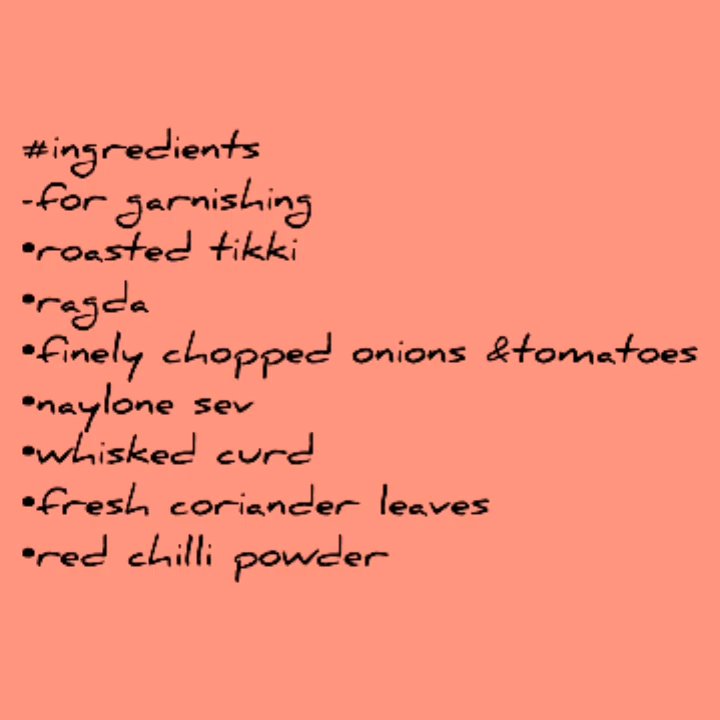 #ingredients
-for garnishing
•roasted tikki
•ragda
•finely chopped onions &tomatoes
•naylone sev
•whisked curd
•fresh coriander leaves
•red chilli powder